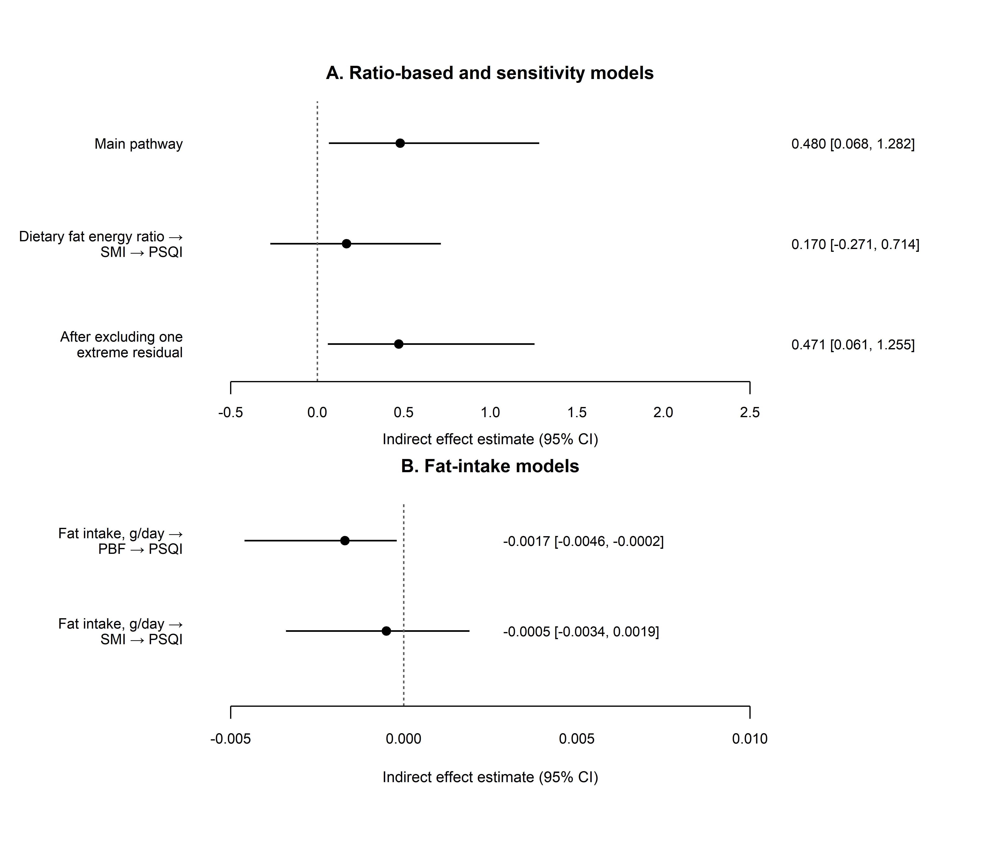 A. Ratio-based and sensitivity models
Main pathway
0.480 [0.068, 1.282]
Dietary fat energy ratio →
SMI → PSQI
0.170 [-0.271, 0.714]
After excluding one
extreme residual
0.471 [0.061, 1.255]
-0.5 0.0 0.5 1.0 1.5 2.0 2.5
Indirect effect estimate (95% CI)
B. Fat-intake models
Fat intake, g/day →
PBF → PSQI
-0.0017 [-0.0046, -0.0002]
Fat intake, g/day →
SMI → PSQI
-0.0005 [-0.0034, 0.0019]
-0.005 0.000 0.005 0.010
Indirect effect estimate (95% CI)